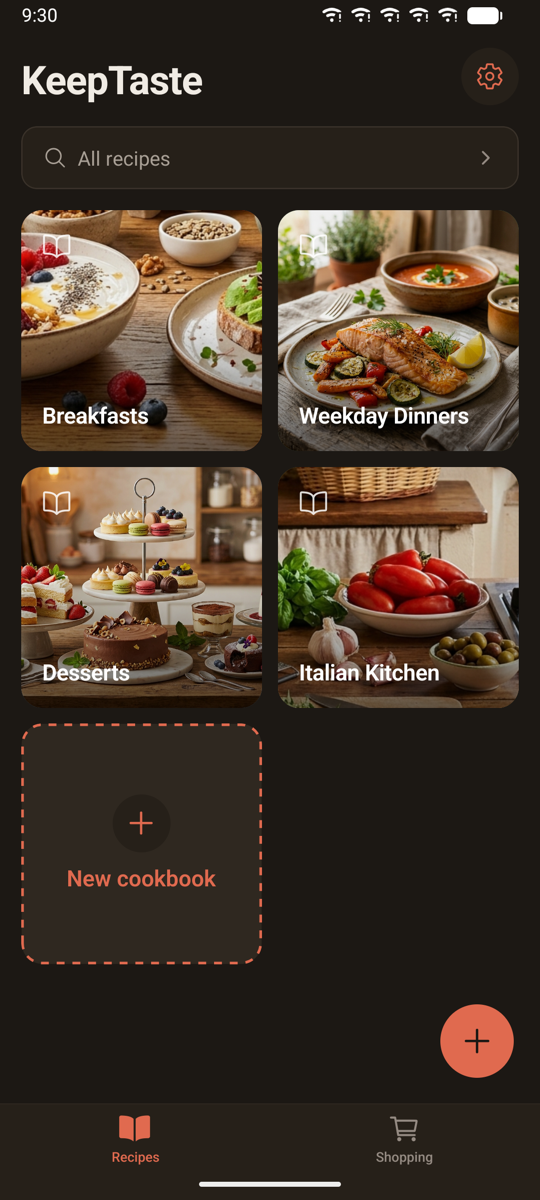 9:30
KeepTaste
All recipes
Breakfasts
Weekday Dinners
Desserts
Italian Kitchen
New cookbook
Recipes
Shopping